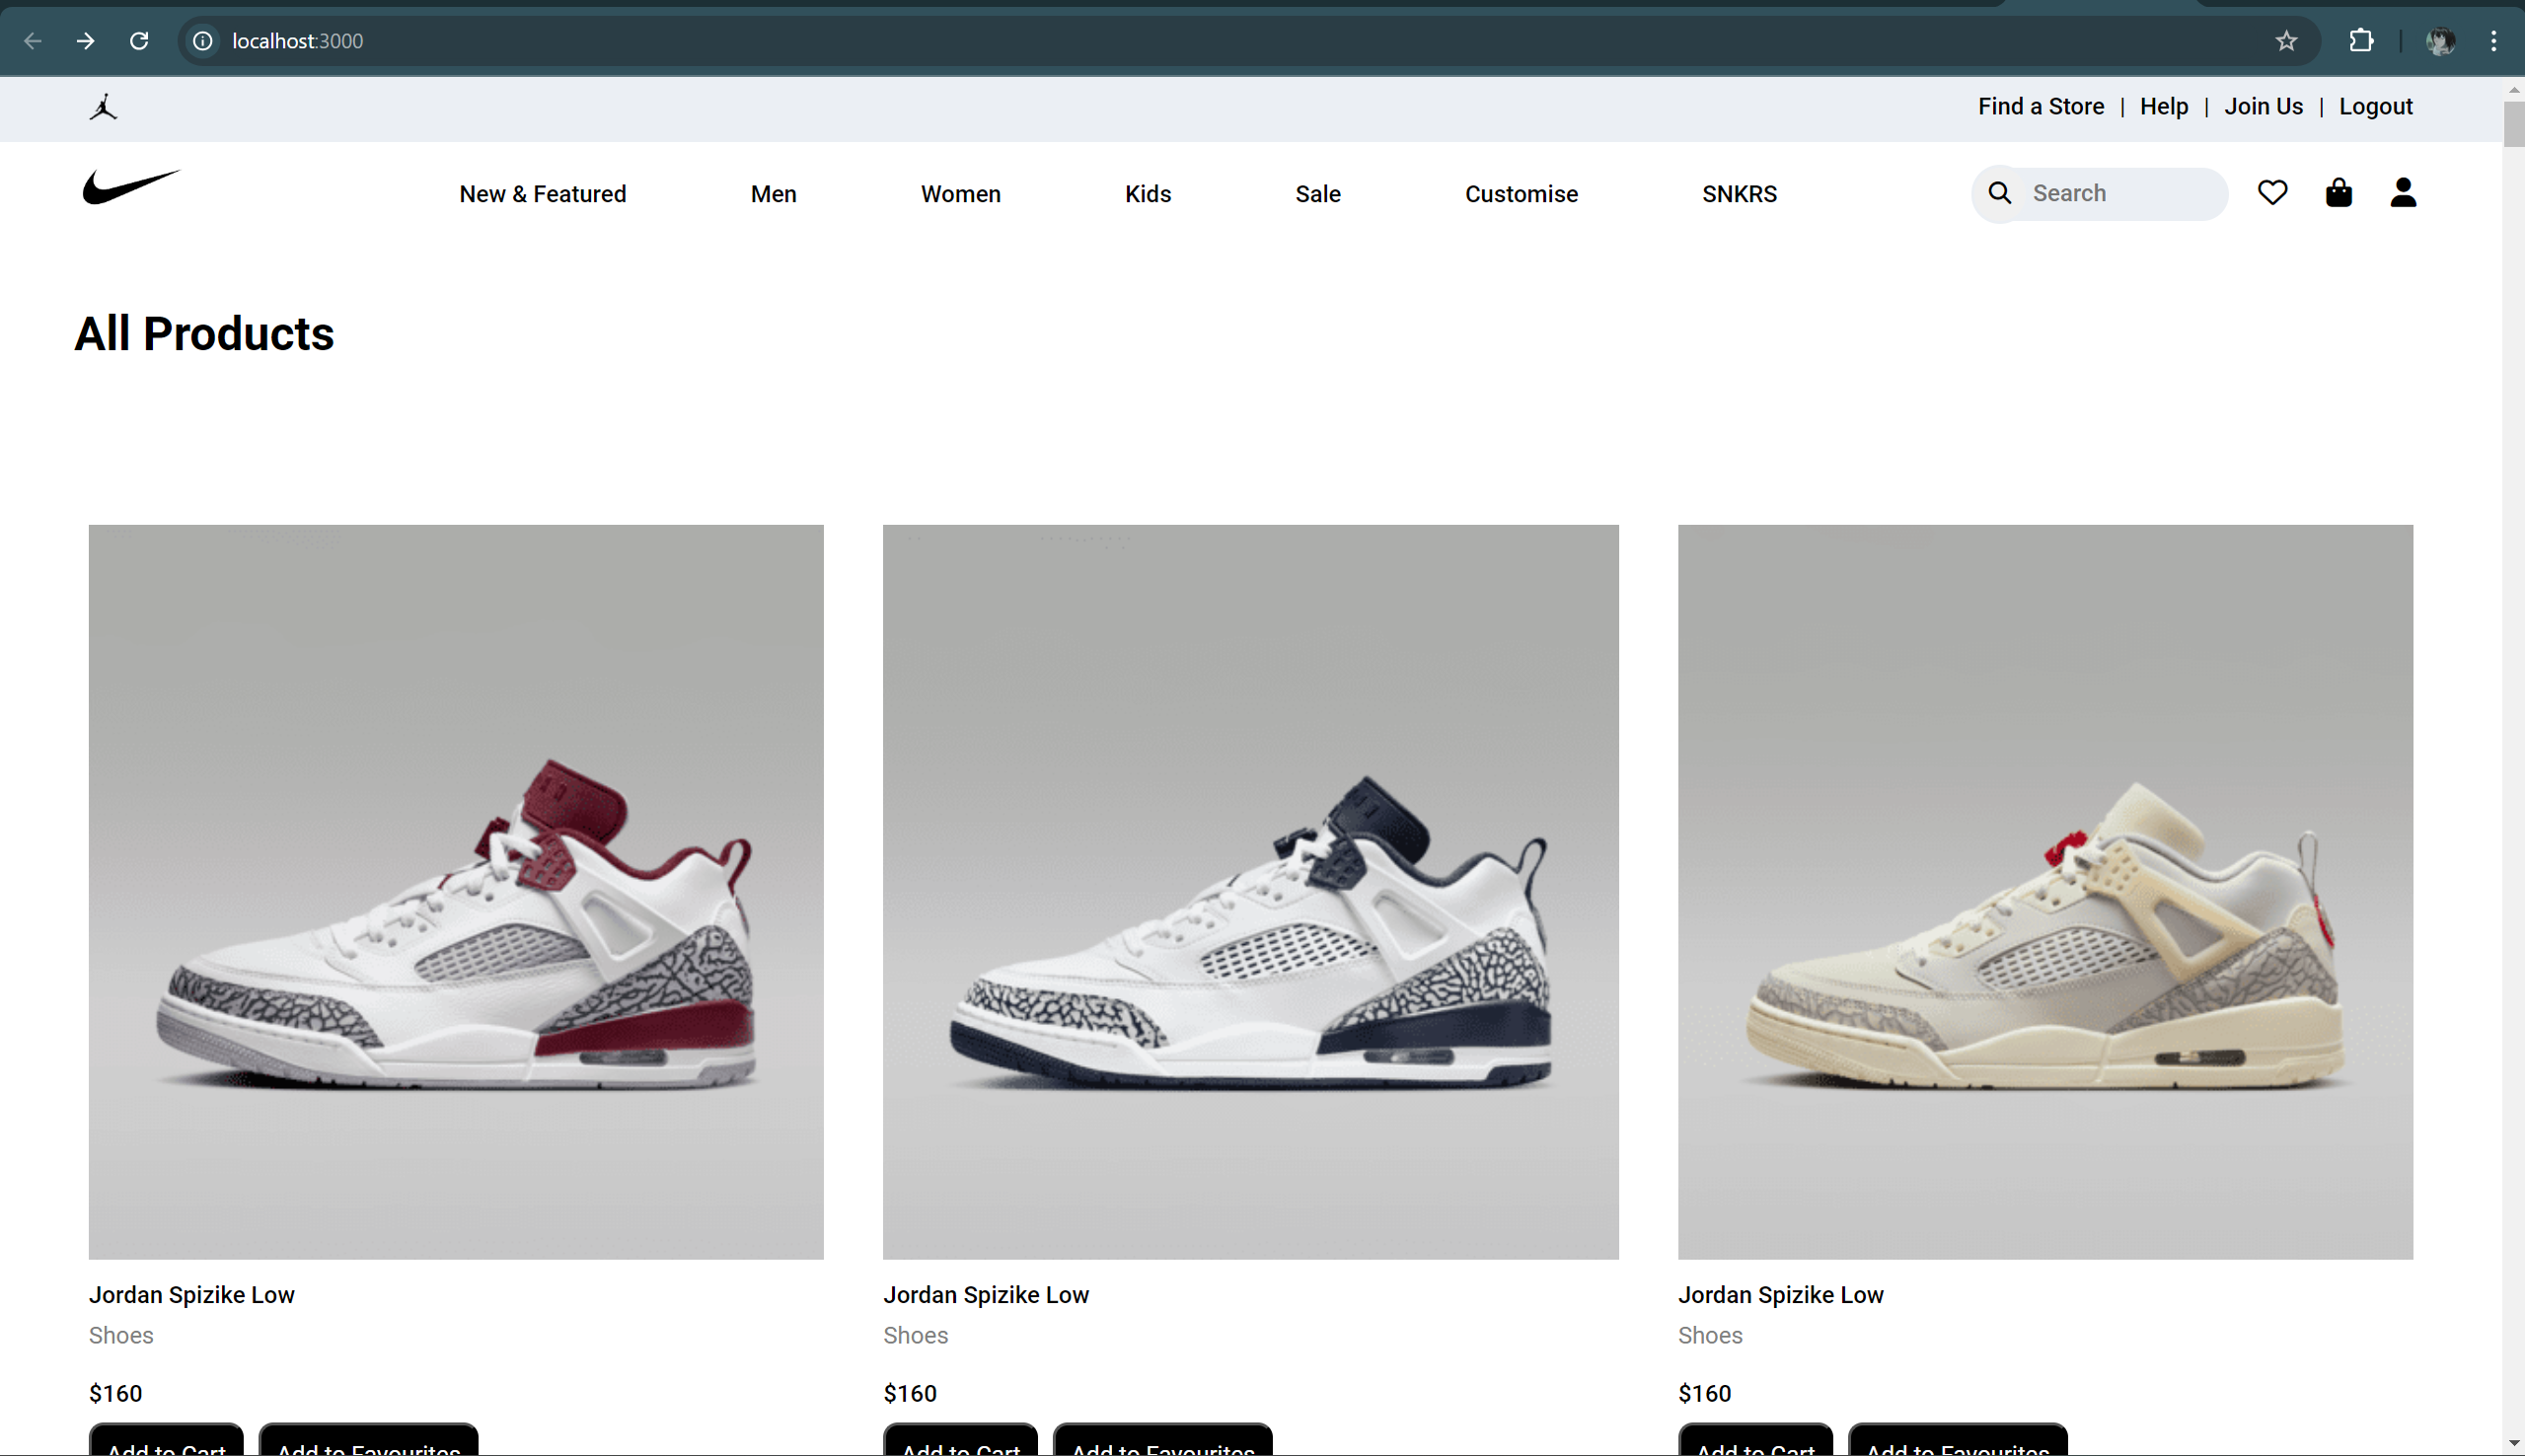 localhost:3000
Find a Store | Help | Join Us | Logout
New & Featured Men Women Kids Sale Customise SNKRS Search
All Products
Jordan Spizike Low Jordan Spizike Low Jordan Spizike Low
Shoes Shoes Shoes
$160 $160 $160
Add to Cart Add to Favourites Add to Cart Add to Favourites Add to Cart Add to Favourites